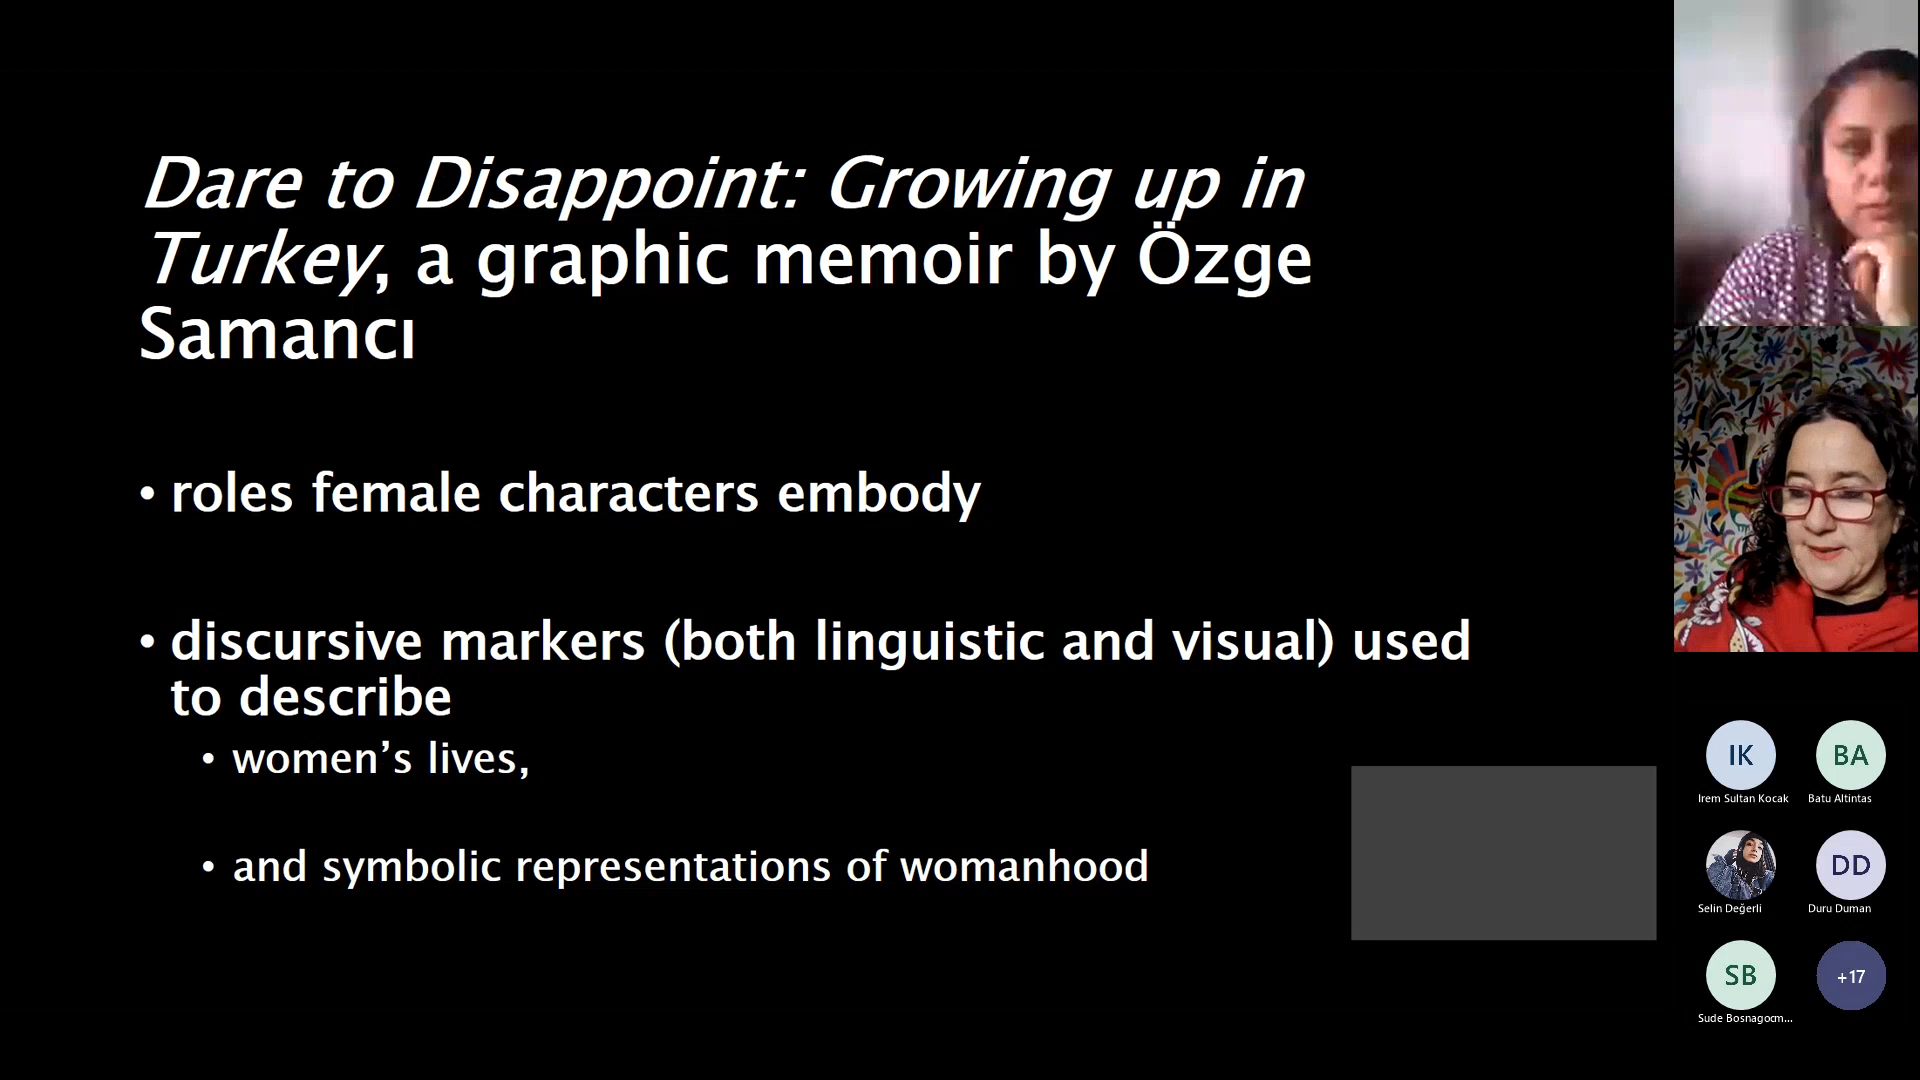 Dare to Disappoint: Growing up in
Turkey, a graphic memoir by Özge
Samancı
• roles female characters embody
• discursive markers (both linguistic and visual) used
to describe
• women’s lives,
• and symbolic representations of womanhood
IK
BA
Irem Sultan Kocak
Batu Altintas
DD
Selin Değerli
Duru Duman
SB
+17
Sude Bosnagocm...